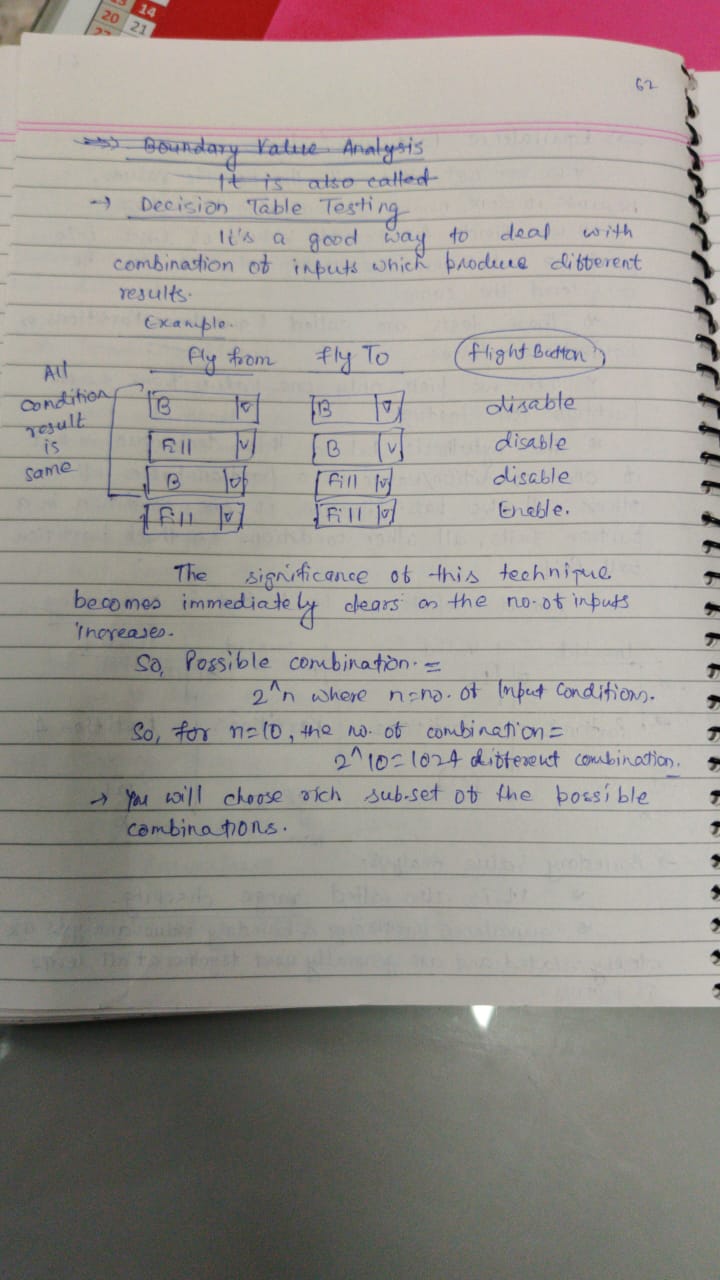 14
20 21
62
Boundary Value Analysis
It is also called
→ Decision Table Testing
It's a good way to deal with
combination of inputs which produce different
results.
Example.
Fly from Fly To Flight Button
All
condition
result
is
same
B B disable
Fill B disable
B Fill disable
Fill Fill Enable.
The significance of this technique
becomes immediately clears as the no. of inputs
increases.
So, Possible combination. =
2^n where n=no. of Input Conditions.
So, for n=10, the no. of combination=
2^10=1024 different combination.
→ You will choose rich sub-set of the possible
combinations.